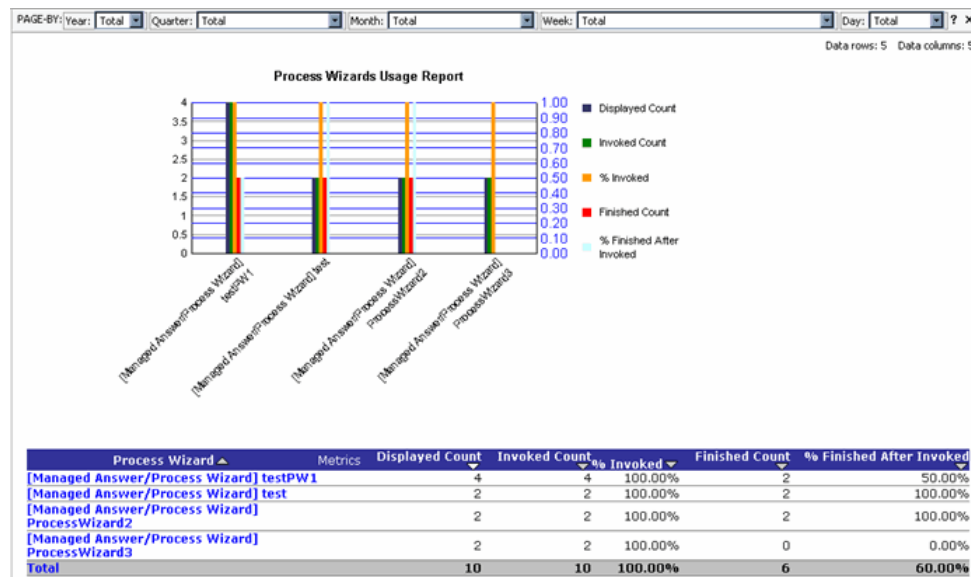 PAGE-BY: Year: Total Quarter: Total Month: Total Week: Total Day: Total ? ×
Data rows: 5 Data columns: 5
Process Wizards Usage Report
4
3.5
3
2.5
2
1.5
1
0.5
0
1.00
0.90
0.80
0.70
0.60
0.50
0.40
0.30
0.20
0.10
0.00
Displayed Count
Invoked Count
% Invoked
Finished Count
% Finished After
Invoked
[Managed Answer/Process Wizard]
testPW1
[Managed Answer/Process Wizard] test
[Managed Answer/Process Wizard]
ProcessWizard2
[Managed Answer/Process Wizard]
ProcessWizard3
Process Wizard Metrics Displayed Count Invoked Count % Invoked Finished Count % Finished After Invoked
[Managed Answer/Process Wizard] testPW1 4 4 100.00% 2 50.00%
[Managed Answer/Process Wizard] test 2 2 100.00% 2 100.00%
[Managed Answer/Process Wizard]
ProcessWizard2 2 2 100.00% 2 100.00%
[Managed Answer/Process Wizard]
ProcessWizard3 2 2 100.00% 0 0.00%
Total 10 10 100.00% 6 60.00%